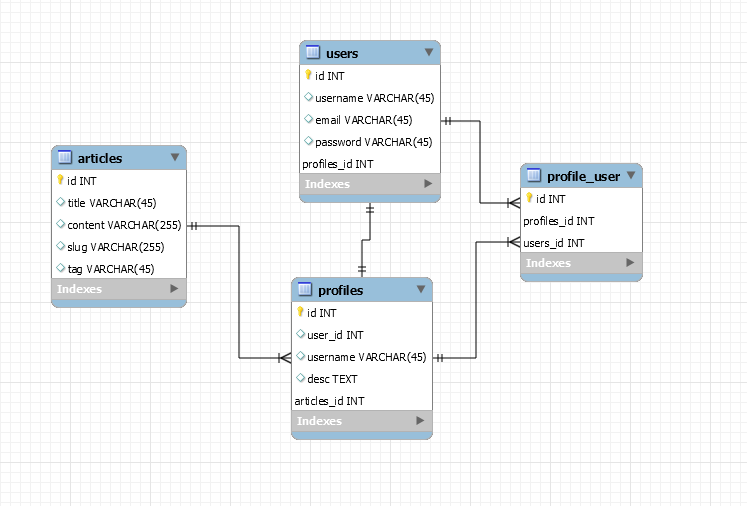 users
id INT
username VARCHAR(45)
email VARCHAR(45)
password VARCHAR(45)
profiles_id INT
Indexes
articles
id INT
title VARCHAR(45)
content VARCHAR(255)
slug VARCHAR(255)
tag VARCHAR(45)
Indexes
profile_user
id INT
profiles_id INT
users_id INT
Indexes
profiles
id INT
user_id INT
username VARCHAR(45)
desc TEXT
articles_id INT
Indexes